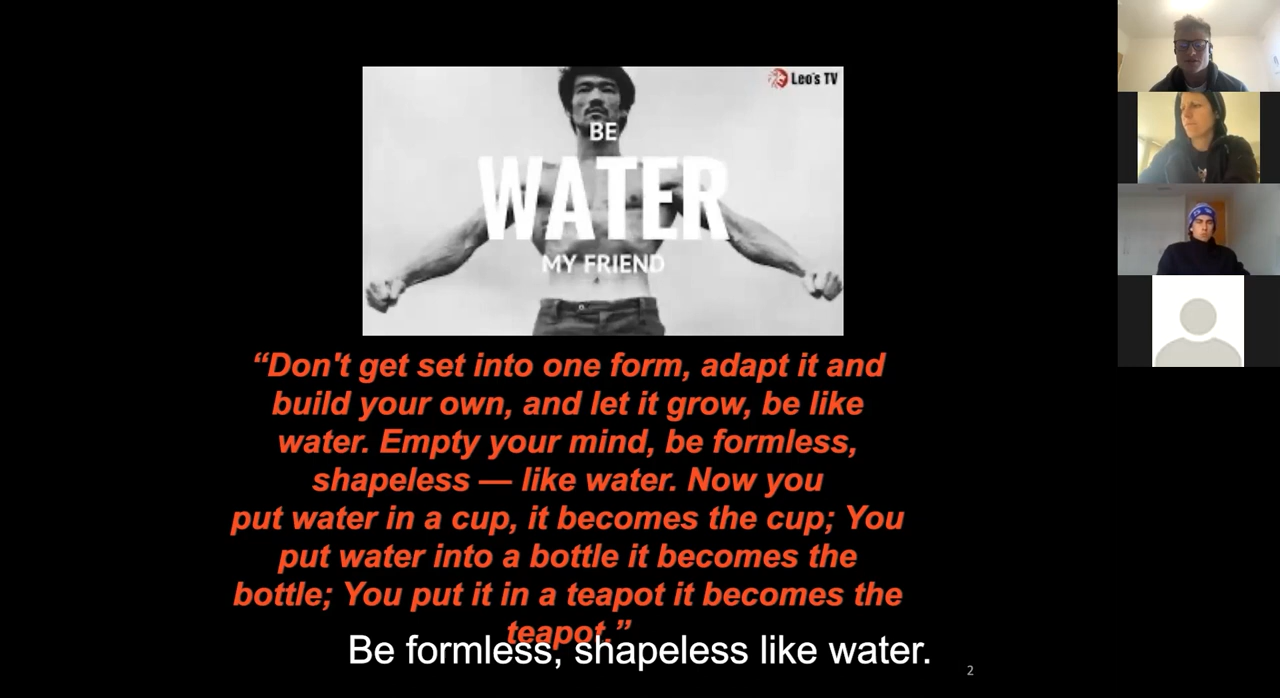 Leo's TV
BE
WATER
MY FRIEND
“Don't get set into one form, adapt it and
build your own, and let it grow, be like
water. Empty your mind, be formless,
shapeless — like water. Now you
put water in a cup, it becomes the cup; You
put water into a bottle it becomes the
bottle; You put it in a teapot it becomes the
teapot.”
Be formless, shapeless like water.
2